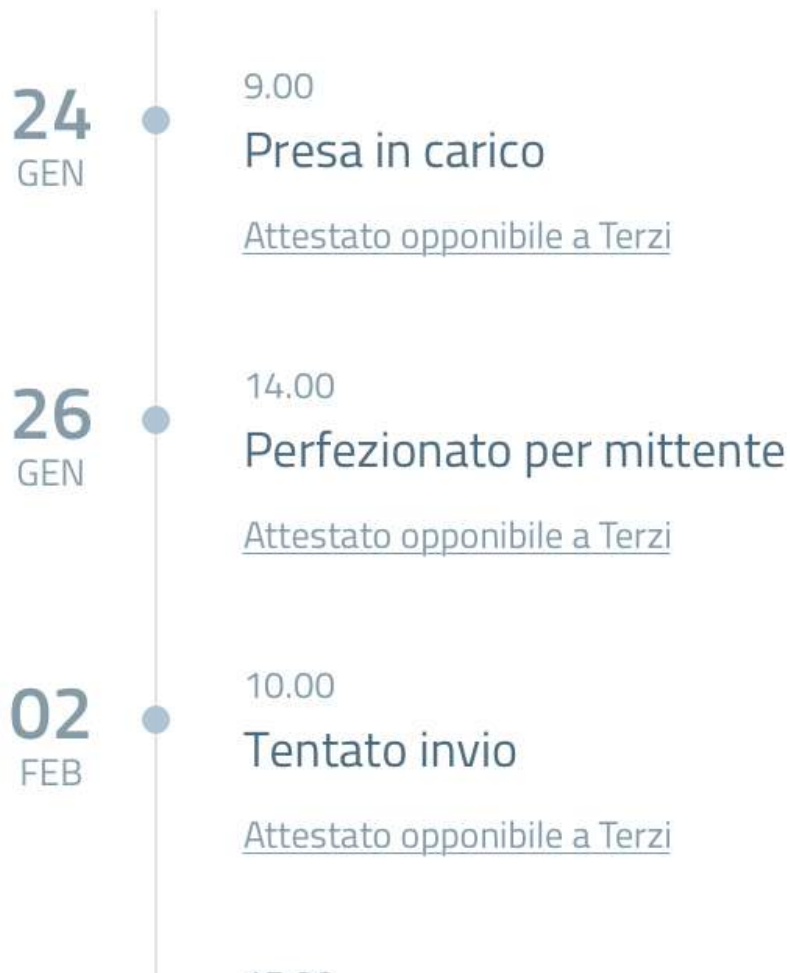 24
GEN
9.00
Presa in carico
Attestato opponibile a Terzi
26
GEN
14.00
Perfezionato per mittente
Attestato opponibile a Terzi
02
FEB
10.00
Tentato invio
Attestato opponibile a Terzi